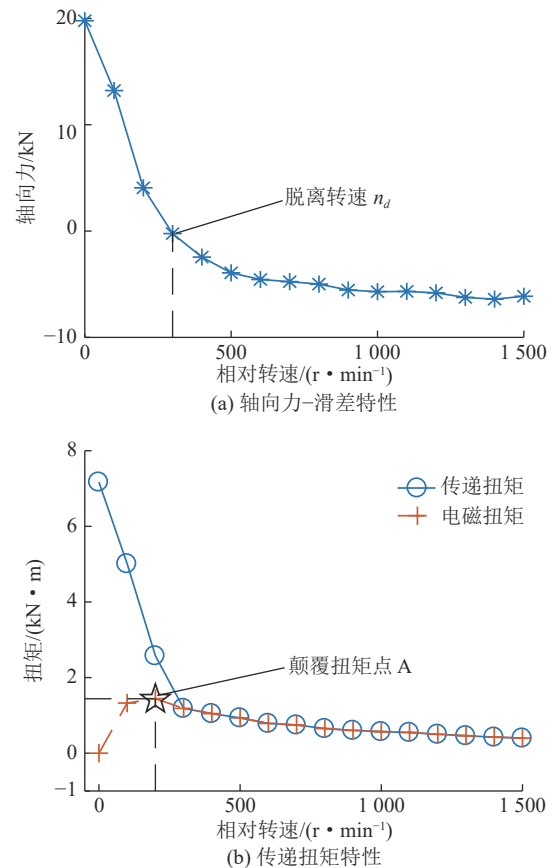 20
10
0
−10
轴向力/kN
脱离转速 n_d
0
500
1 000
1 500
相对转速/(r·min⁻¹)
(a) 轴向力–滑差特性
8
6
4
2
0
−1
扭矩/(kN·m)
传递扭矩
电磁扭矩
颠覆扭矩点 A
0
500
1 000
1 500
相对转速/(r·min⁻¹)
(b) 传递扭矩特性